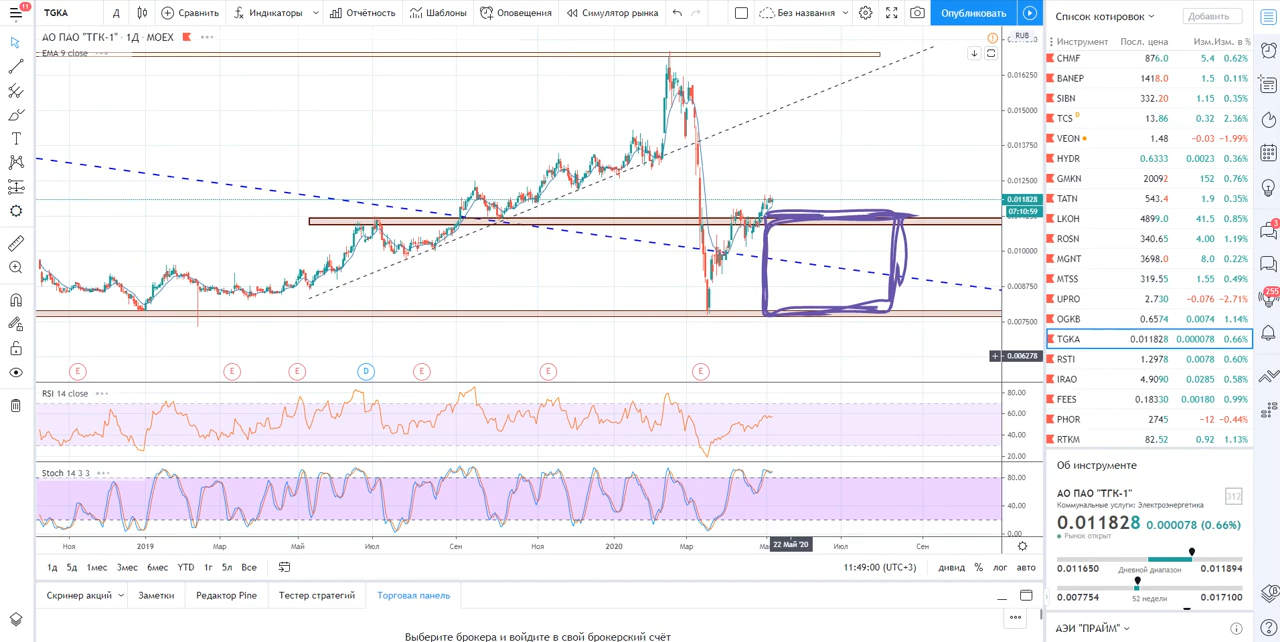 11
TGKA
Д
Сравнить
Индикаторы
Отчётность
Шаблоны
Оповещения
Симулятор рынка
Без названия
Опубликовать
АО ПАО "ТГК-1" · 1Д · MOEX
EMA 9 close
RUB
0.016250
0.015000
0.013750
0.012500
0.011828
07:10:59
0.010000
0.008750
0.007500
0.006278
E
E
E
D
E
E
E
RSI 14 close
80.00
60.00
40.00
20.00
Stoch 14 3 3
80.00
40.00
0.00
Ноя
2019
Мар
Май
Июл
Сен
Ноя
2020
Мар
22 Май '20
Июл
Сен
1д
5д
1мес
3мес
6мес
YTD
1г
5л
Все
11:49:00 (UTC+3)
дивид
%
лог
авто
Скринер акций
Заметки
Редактор Pine
Тестер стратегий
Торговая панель
Выберите брокера и войдите в свой брокерский счёт
Список котировок
Добавить
Инструмент Посл. цена Изм. Изм. в %
CHMF 876.0 5.4 0.62%
BANEP 1418.0 1.5 0.11%
SIBN 332.20 1.15 0.35%
TCS D 13.86 0.32 2.36%
VEON 1.48 −0.03 −1.99%
HYDR 0.6333 0.0023 0.36%
GMKN 20092 152 0.76%
TATN 543.4 1.9 0.35%
LKOH 4899.0 41.5 0.85%
ROSN 340.65 4.00 1.19%
MGNT 3698.0 8.0 0.22%
MTSS 319.55 1.55 0.49%
UPRO 2.730 −0.076 −2.71%
OGKB 0.6574 0.0074 1.14%
TGKA 0.011828 0.000078 0.66%
RSTI 1.2978 0.0078 0.60%
IRAO 4.9090 0.0285 0.58%
FEES 0.18330 0.00180 0.99%
PHOR 2745 −12 −0.44%
RTKM 82.52 0.92 1.13%
Об инструменте
АО ПАО "ТГК-1"
312
Коммунальные услуги: Электроэнергетика
0.011828 0.000078 (0.66%)
Рынок открыт
0.011650 Дневной диапазон 0.011894
0.007754 52 недели 0.017100
АЭИ "ПРАЙМ"
3
255